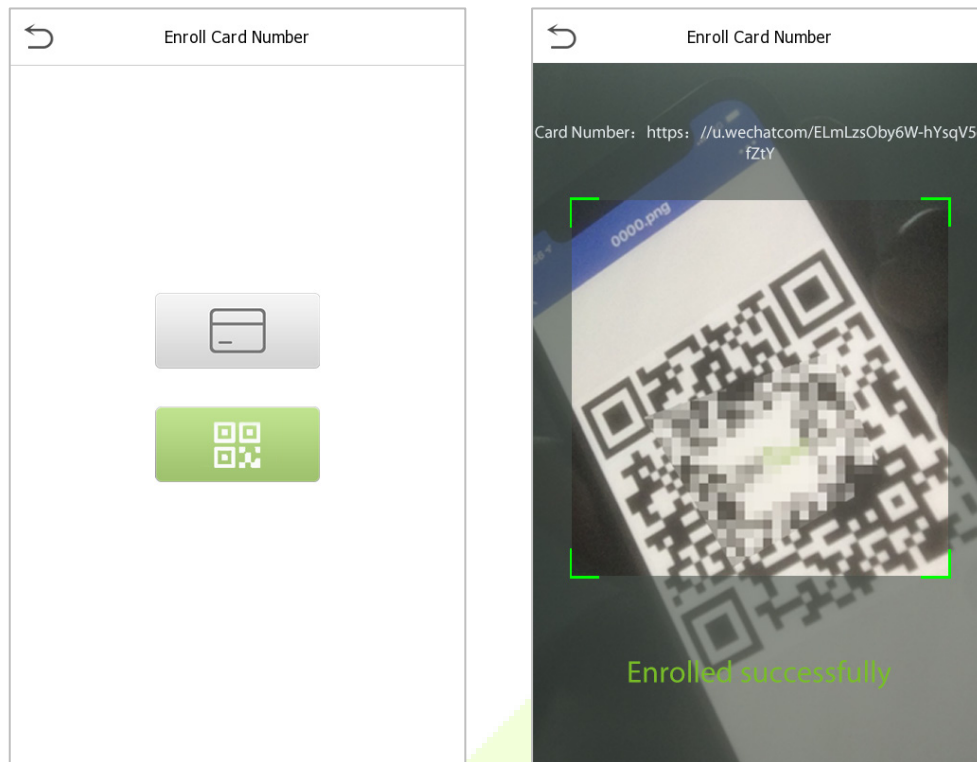 Enroll Card Number
Enroll Card Number
Card Number: https: //u.wechatcom/ELmLzsOby6W-hYsqV5
fZtY
0000.png
Enrolled successfully